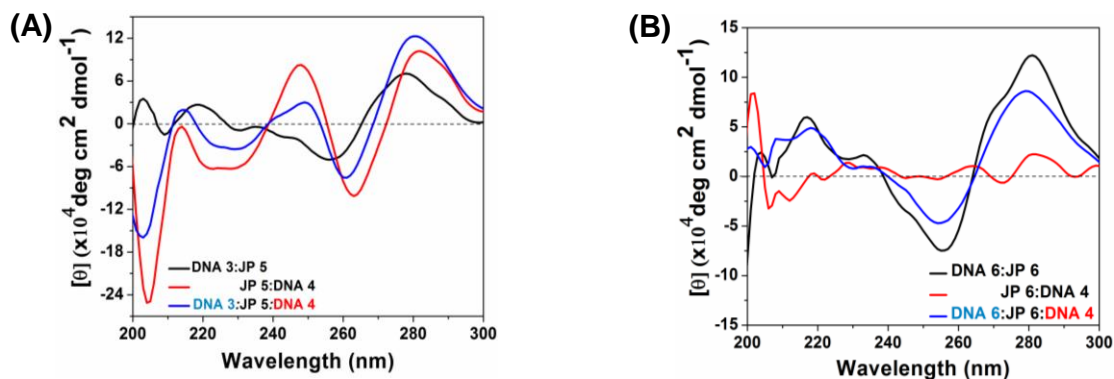 (A)
[θ] (x10⁴deg cm² dmol⁻¹)
12
6
0
-6
-12
-18
-24
DNA 3:JP 5
JP 5:DNA 4
DNA 3:JP 5:DNA 4
200 220 240 260 280 300
Wavelength (nm)
(B)
[θ] (x10⁴deg cm² dmol⁻¹)
15
10
5
0
-5
-10
-15
DNA 6:JP 6
JP 6:DNA 4
DNA 6:JP 6:DNA 4
200 220 240 260 280 300
Wavelength (nm)